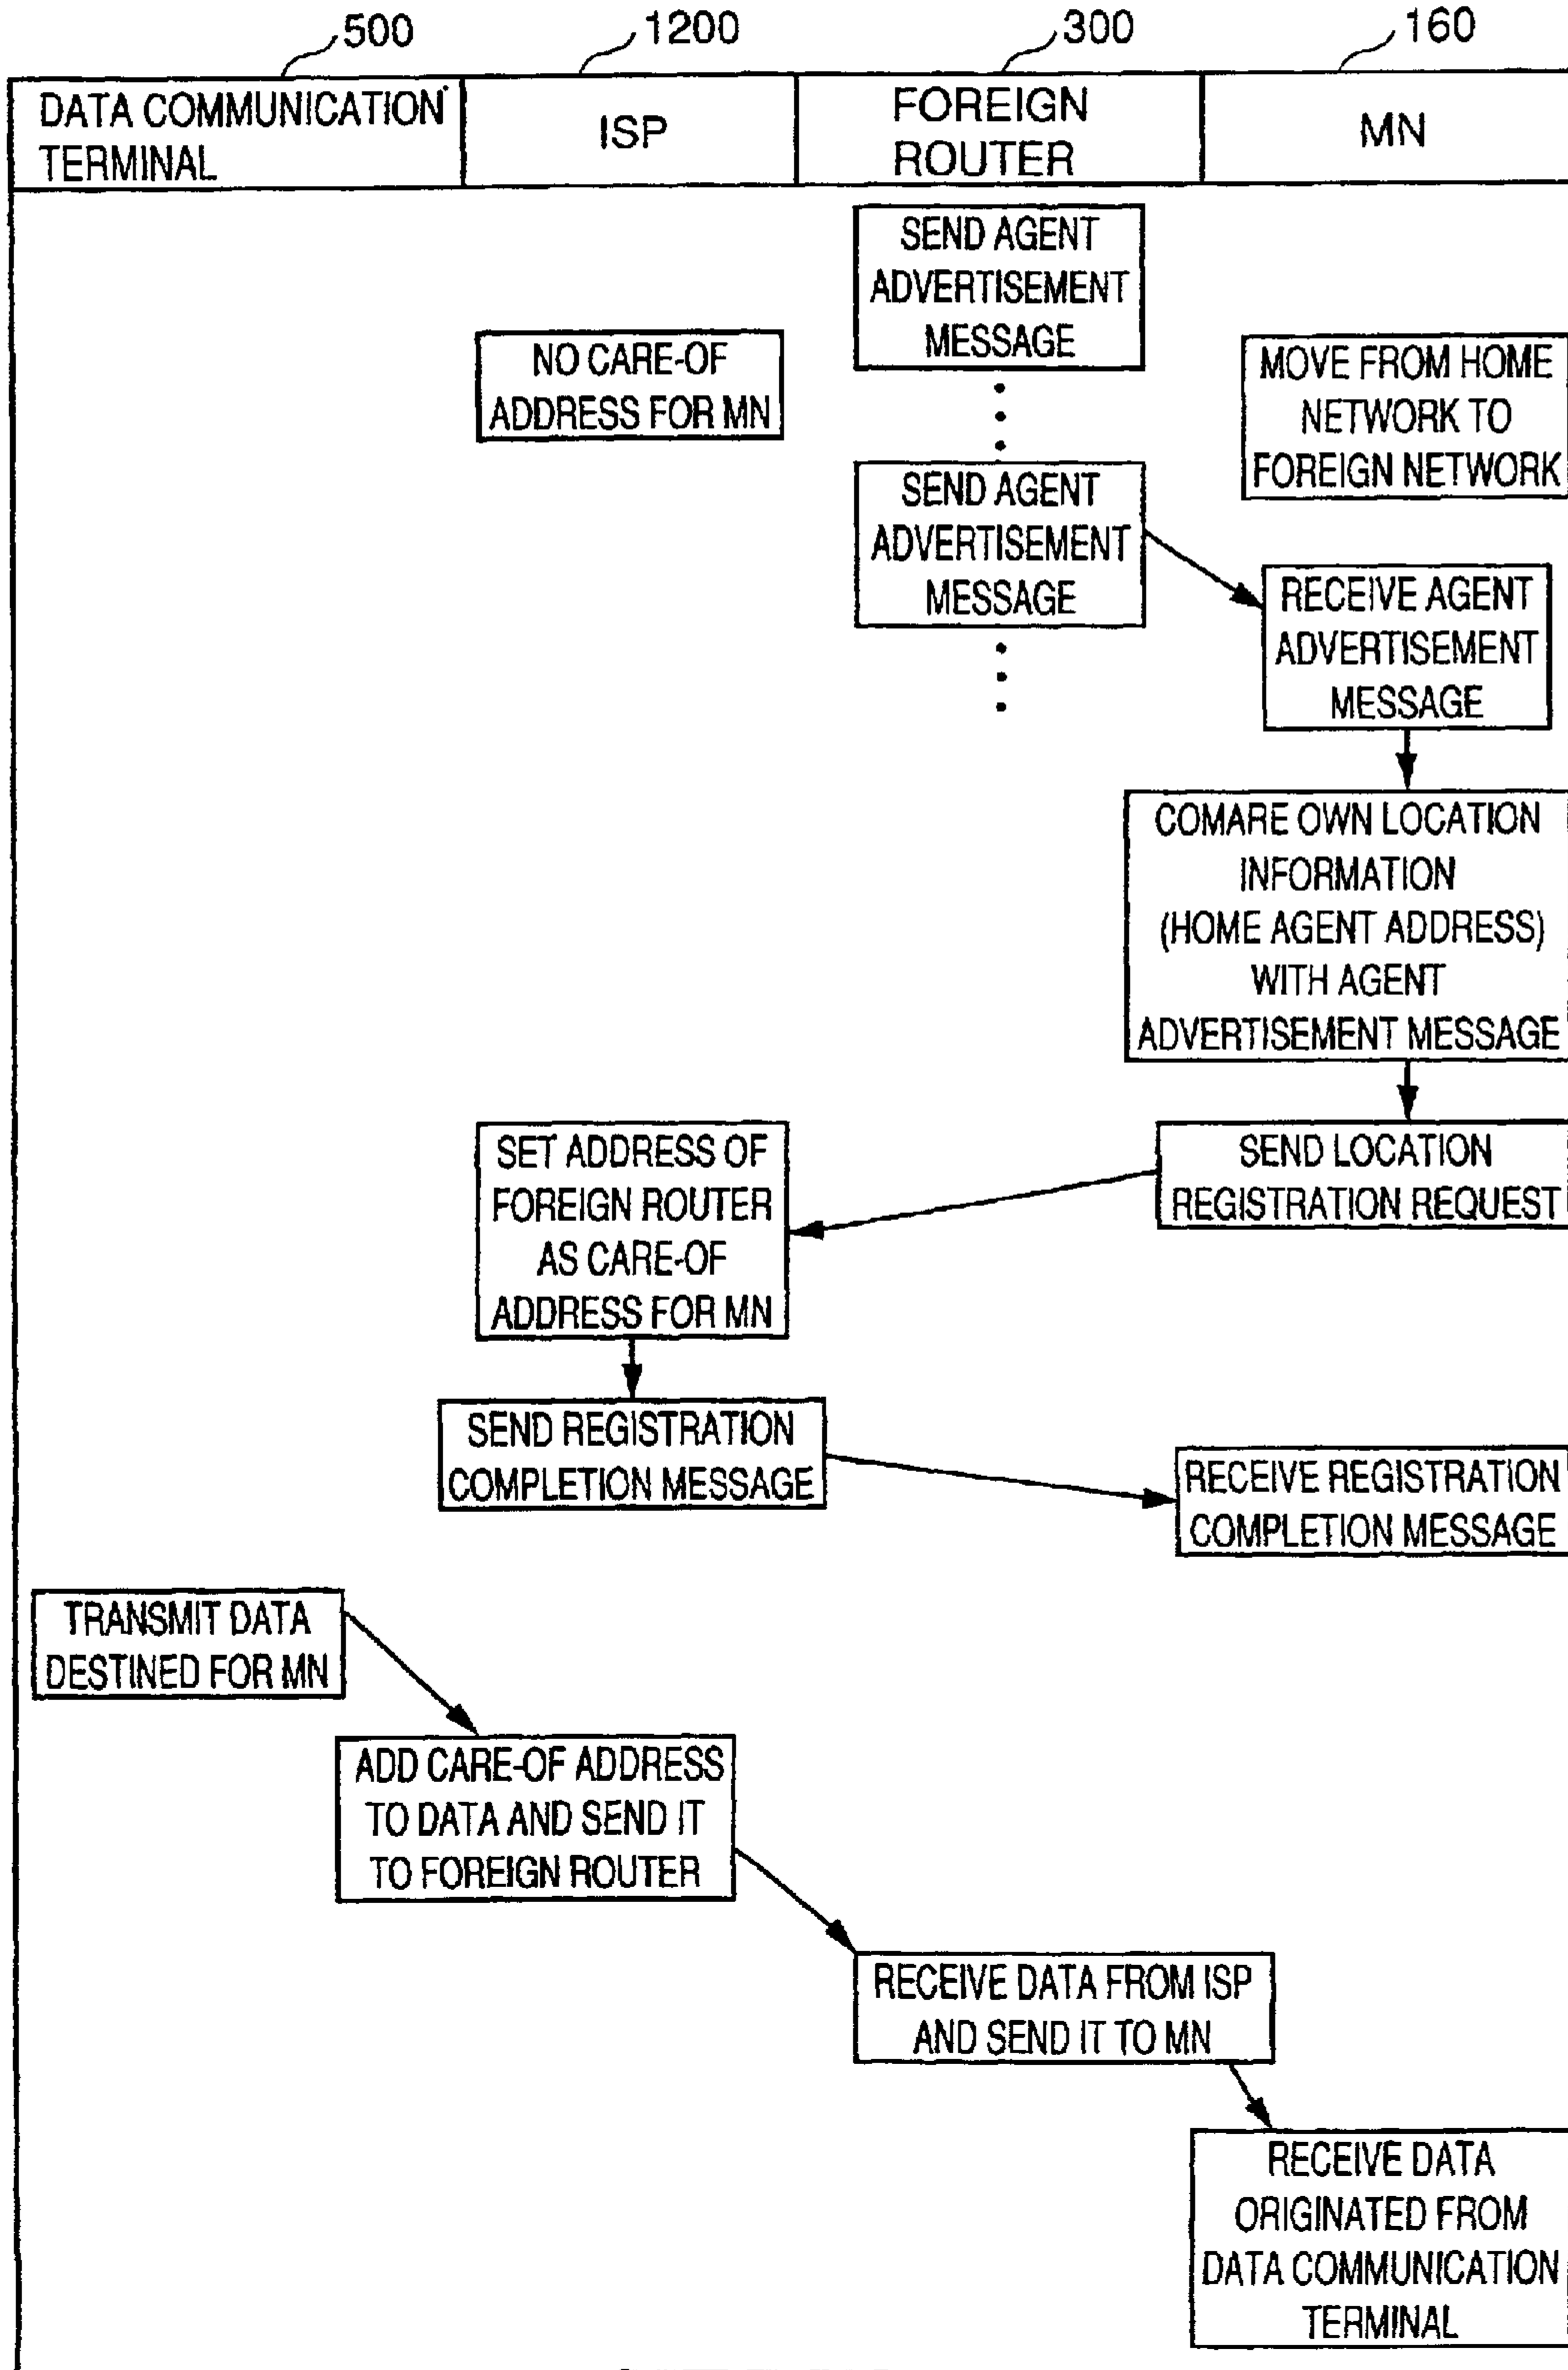 500
1200
300
160
DATA COMMUNICATION
TERMINAL
ISP
FOREIGN
ROUTER
MN
SEND AGENT
ADVERTISEMENT
MESSAGE
NO CARE-OF
ADDRESS FOR MN
MOVE FROM HOME
NETWORK TO
FOREIGN NETWORK
SEND AGENT
ADVERTISEMENT
MESSAGE
RECEIVE AGENT
ADVERTISEMENT
MESSAGE
COMARE OWN LOCATION
INFORMATION
(HOME AGENT ADDRESS)
WITH AGENT
ADVERTISEMENT MESSAGE
SET ADDRESS OF
FOREIGN ROUTER
AS CARE-OF
ADDRESS FOR MN
SEND LOCATION
REGISTRATION REQUEST
SEND REGISTRATION
COMPLETION MESSAGE
RECEIVE REGISTRATION
COMPLETION MESSAGE
TRANSMIT DATA
DESTINED FOR MN
ADD CARE-OF ADDRESS
TO DATA AND SEND IT
TO FOREIGN ROUTER
RECEIVE DATA FROM ISP
AND SEND IT TO MN
RECEIVE DATA
ORIGINATED FROM
DATA COMMUNICATION
TERMINAL